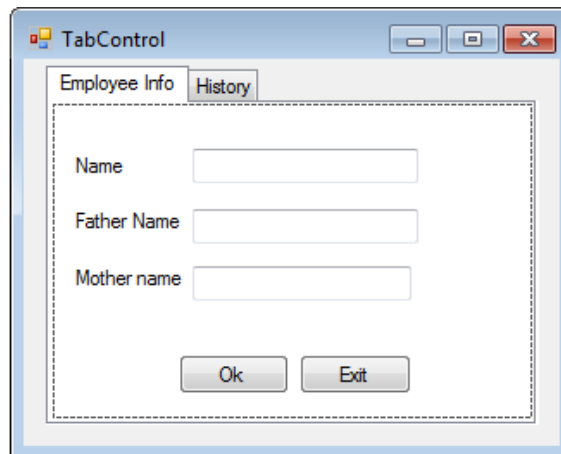 TabControl
Employee Info History
Name
Father Name
Mother name
Ok Exit